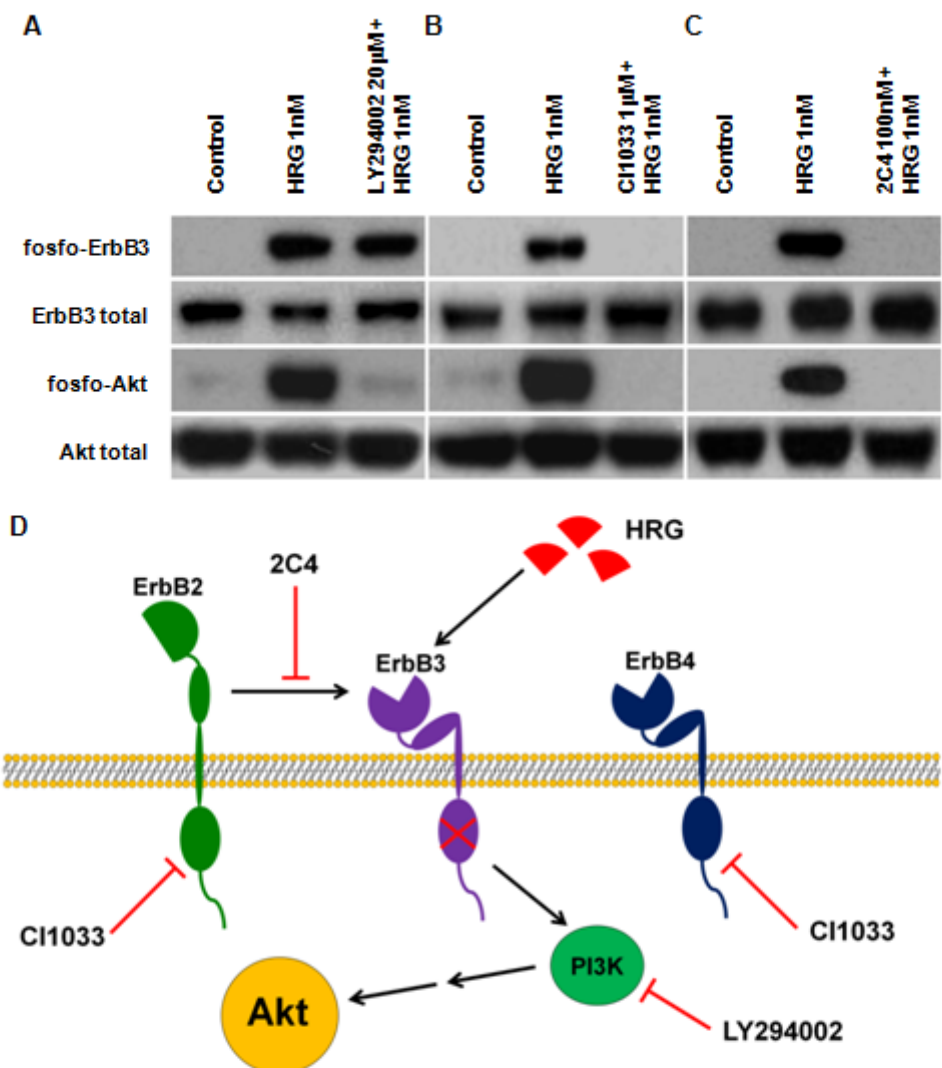 A
B
C
Control
HRG 1nM
LY294002 20µM+
HRG 1nM
Control
HRG 1nM
CI1033 1µM+
HRG 1nM
Control
HRG 1nM
2C4 100nM+
HRG 1nM
fosfo-ErbB3
ErbB3 total
fosfo-Akt
Akt total
D
HRG
2C4
ErbB2
ErbB3
ErbB4
CI1033
CI1033
PI3K
Akt
LY294002